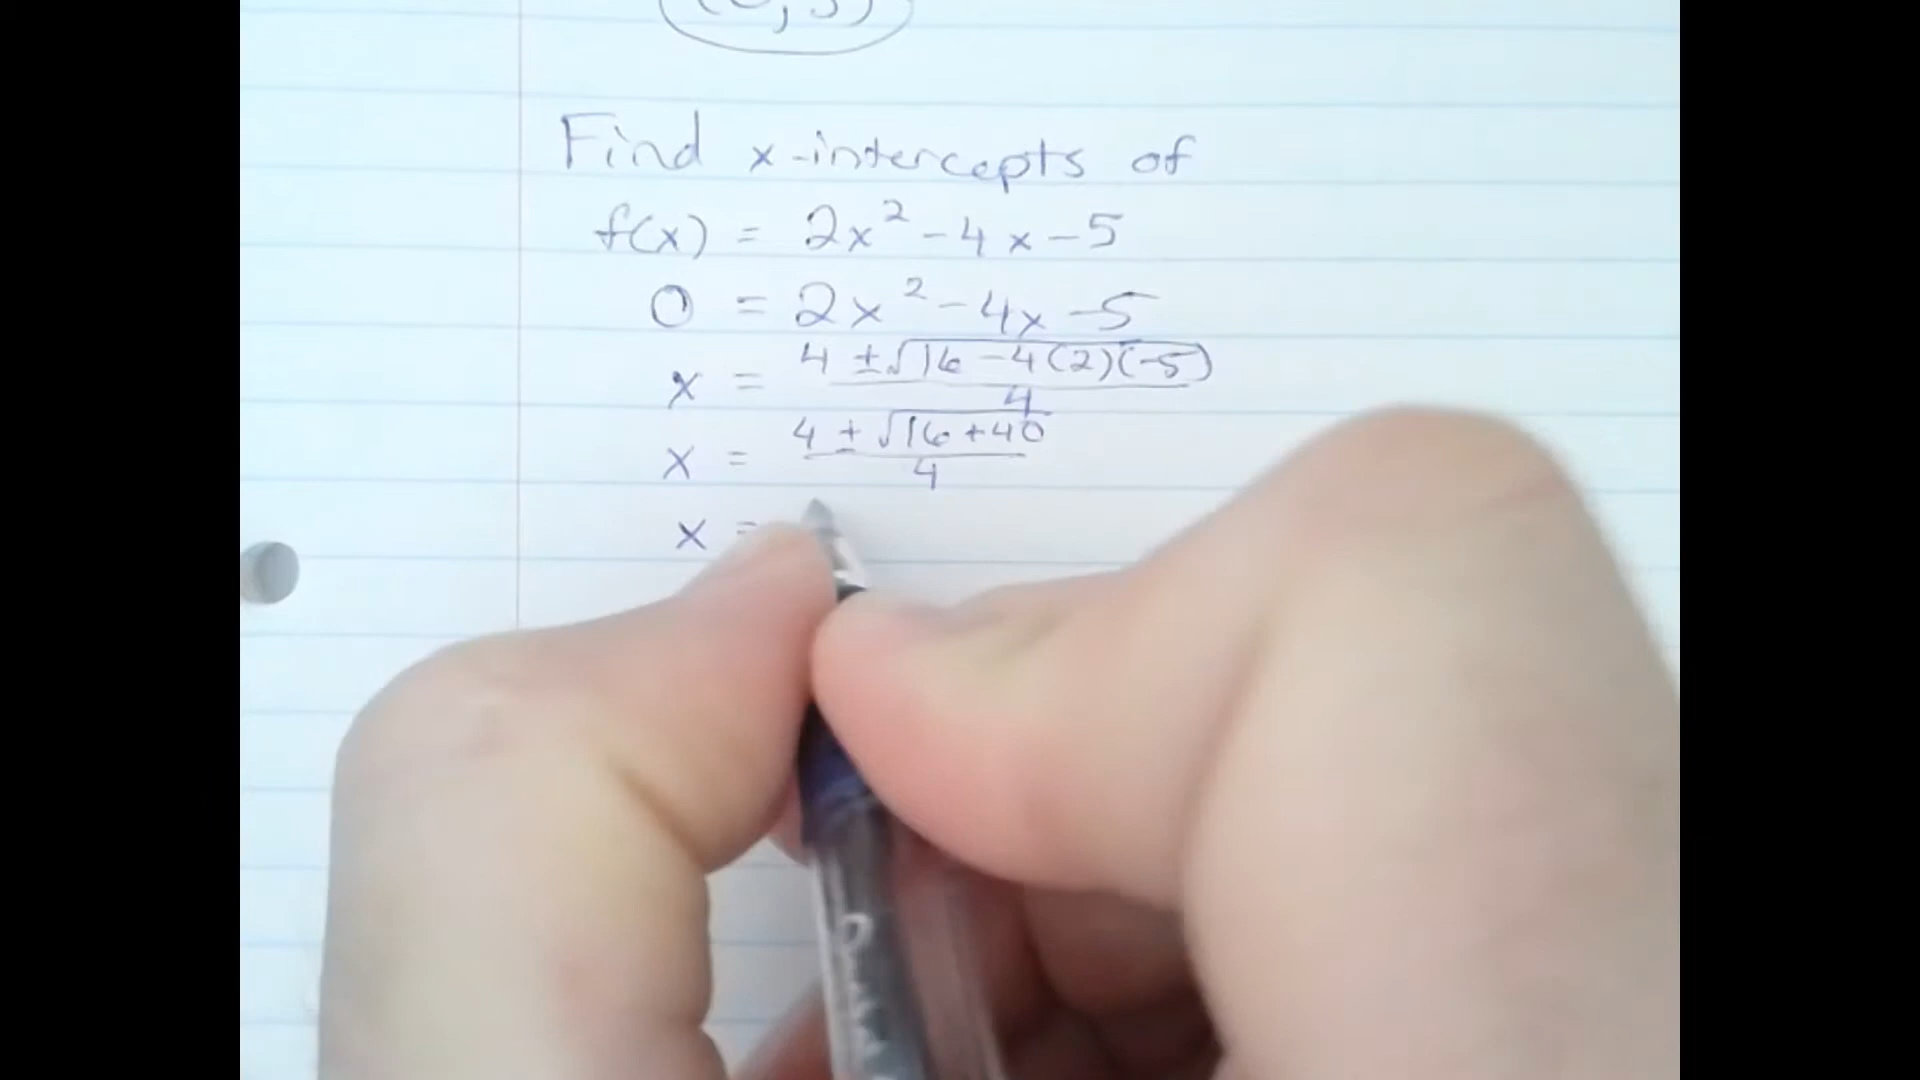 Find x-intercepts of
f(x) = 2x² - 4x - 5
0 = 2x² - 4x - 5
x = 4 ± √16 - 4(2)(-5) / 4
x = 4 ± √16 + 40 / 4
x =